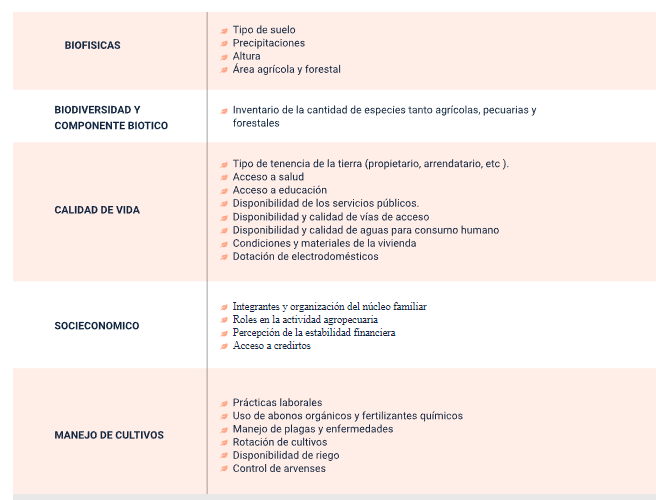 BIOFISICAS
Tipo de suelo
Precipitaciones
Altura
Área agrícola y forestal
BIODIVERSIDAD Y
COMPONENTE BIOTICO
Inventario de la cantidad de especies tanto agrícolas, pecuarias y
forestales
CALIDAD DE VIDA
Tipo de tenencia de la tierra (propietario, arrendatario, etc ).
Acceso a salud
Acceso a educación
Disponibilidad de los servicios públicos.
Disponibilidad y calidad de vías de acceso
Disponibilidad y calidad de aguas para consumo humano
Condiciones y materiales de la vivienda
Dotación de electrodomésticos
SOCIECONOMICO
Integrantes y organización del núcleo familiar
Roles en la actividad agropecuaria
Percepción de la estabilidad financiera
Acceso a credirtos
MANEJO DE CULTIVOS
Prácticas laborales
Uso de abonos orgánicos y fertilizantes químicos
Manejo de plagas y enfermedades
Rotación de cultivos
Disponibilidad de riego
Control de arvenses